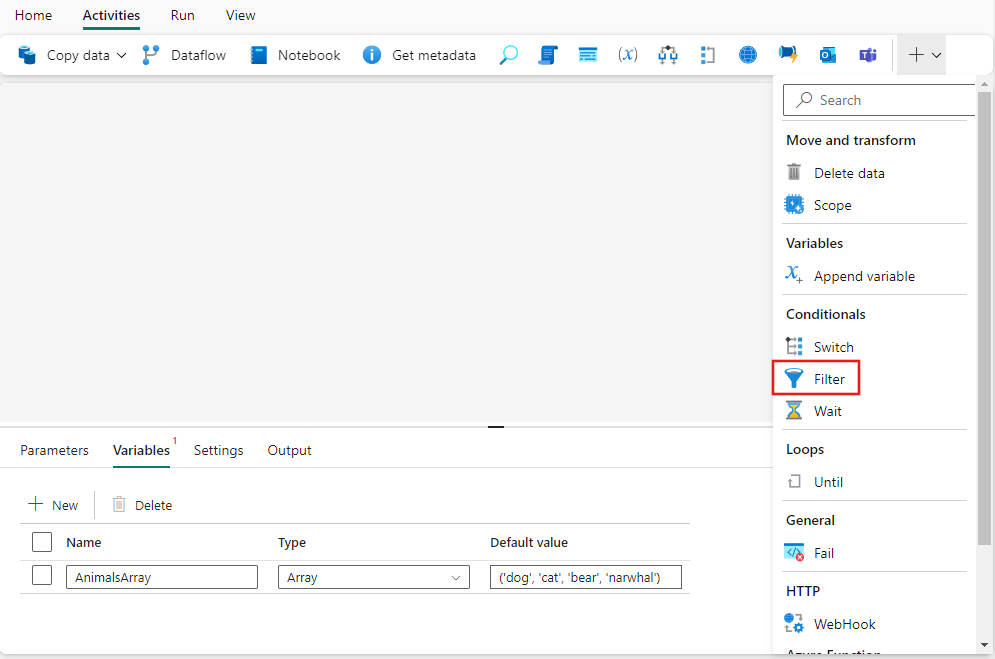 Home Activities Run View
Copy data Dataflow Notebook Get metadata (x)
Search
Move and transform
Delete data
Scope
Variables
Append variable
Conditionals
Switch
Filter
Wait
Loops
Until
General
Fail
HTTP
WebHook
Azure Function
Parameters Variables 1 Settings Output
New Delete
Name Type Default value
AnimalsArray Array ('dog', 'cat', 'bear', 'narwhal')